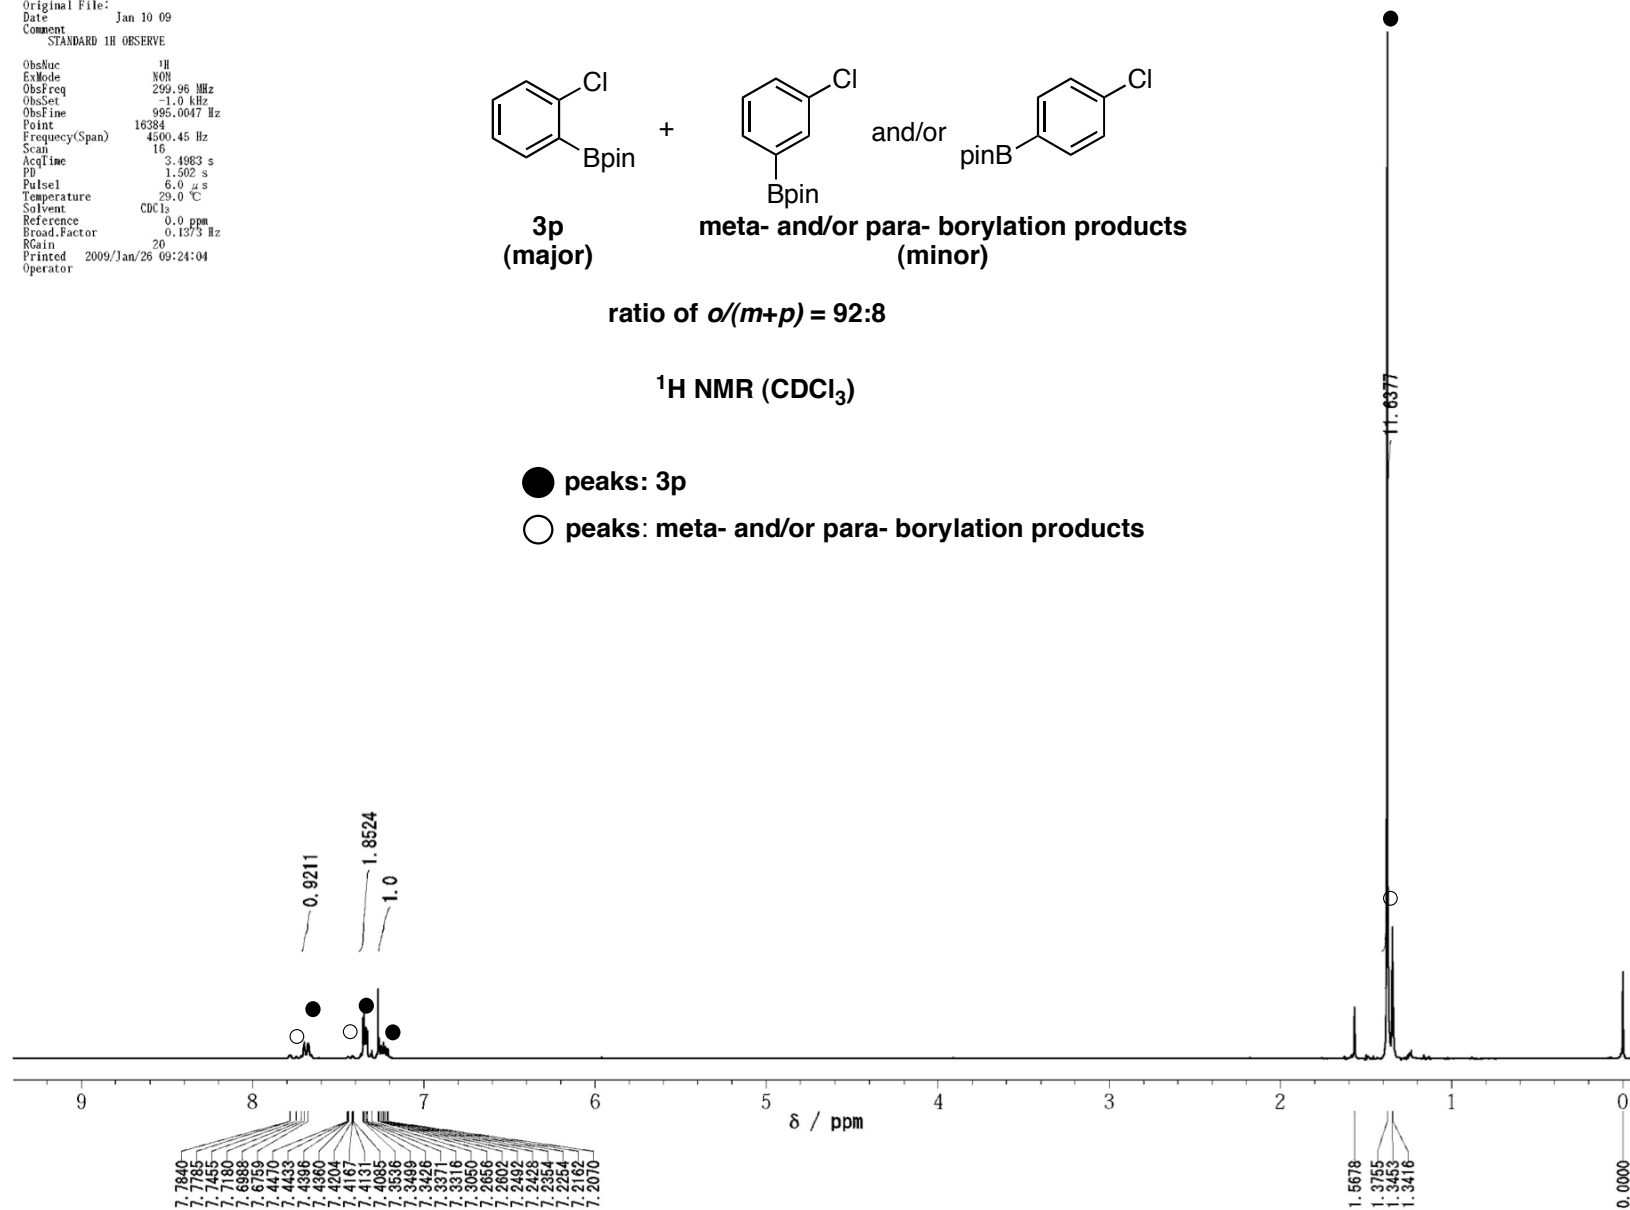 Original File:
Date Jan 10 09
Comment
STANDARD 1H OBSERVE
ObsNuc 1H
ExMode NON
ObsFreq 299.96 MHz
ObsSet -1.0 kHz
ObsFine 995.0047 Hz
Point 16384
Frequecy(Span) 4500.45 Hz
Scan 16
AcqTime 3.4983 s
PD 1.502 s
Pulse1 6.0 μs
Temperature 29.0 ℃
Solvent CDCl3
Reference 0.0 ppm
Broad.Factor 0.1373 Hz
RGain 20
Printed 2009/Jan/26 09:24:04
Operator
Cl
Bpin
+
Cl
Bpin
and/or
Cl
pinB
3p
(major)
meta- and/or para- borylation products
(minor)
ratio of o/(m+p) = 92:8
1H NMR (CDCl3)
peaks: 3p
peaks: meta- and/or para- borylation products
11.6377
0.9211
1.8524
1.0
9 8 7 6 5 4 3 2 1 0
δ / ppm
7.7840
7.7785
7.7455
7.7180
7.6988
7.6759
7.4470
7.4433
7.4396
7.4360
7.4204
7.4167
7.4131
7.4085
7.3536
7.3499
7.3426
7.3371
7.3316
7.3050
7.2656
7.2602
7.2492
7.2428
7.2354
7.2254
7.2162
7.2070
1.5678
1.3755
1.3453
1.3416
0.0000